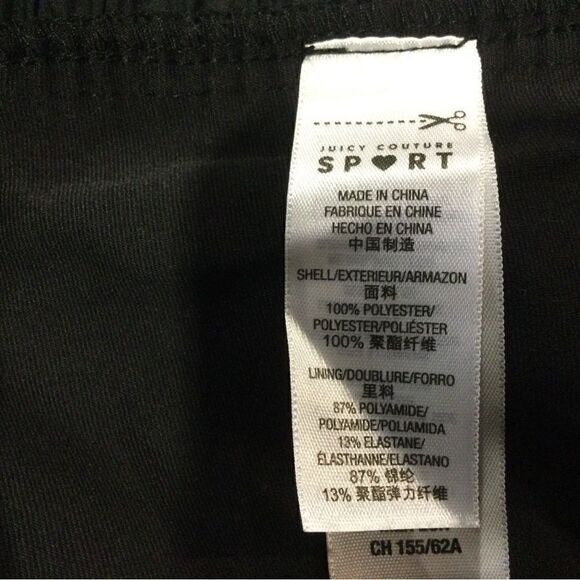 JUICY COUTURE
SP♥RT
MADE IN CHINA
FABRIQUE EN CHINE
HECHO EN CHINA
中国制造
SHELL/EXTERIEUR/ARMAZON
面料
100% POLYESTER/
POLYESTER/POLIÉSTER
100% 聚酯纤维
LINING/DOUBLURE/FORRO
里料
87% POLYAMIDE/
POLYAMIDE/POLIAMIDA
13% ELASTANE/
ÉLASTHANNE/ELASTANO
87% 锦纶
13% 聚酯弹力纤维
CH 155/62A